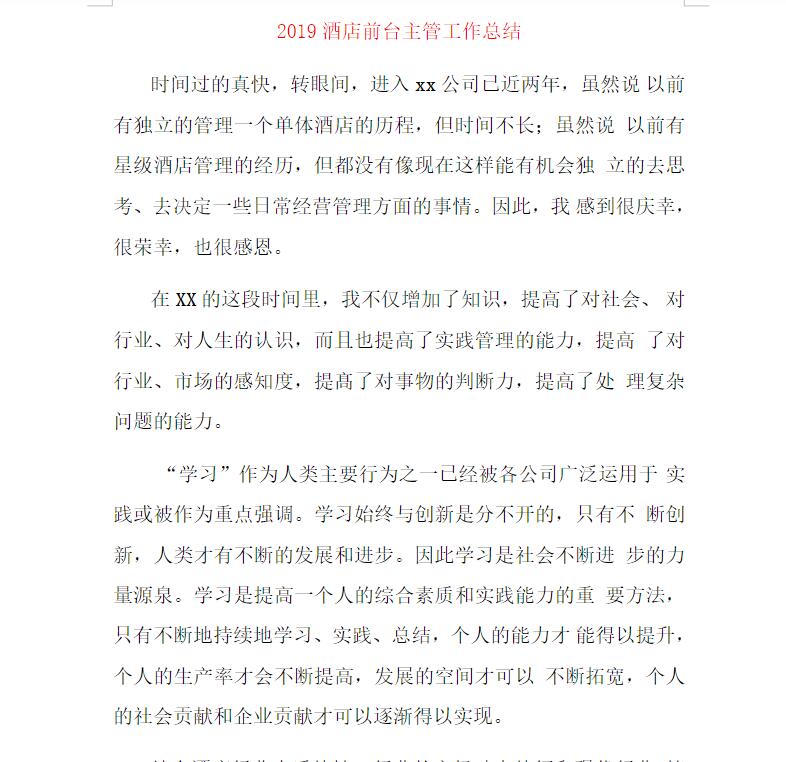 2019 酒店前台主管工作总结
时间过的真快，转眼间，进入 xx 公司已近两年，虽然说 以前
有独立的管理一个单体酒店的历程，但时间不长；虽然说 以前有
星级酒店管理的经历，但都没有像现在这样能有机会独 立的去思
考、去决定一些日常经营管理方面的事情。因此，我 感到很庆幸，
很荣幸，也很感恩。
在 XX 的这段时间里，我不仅增加了知识，提高了对社会、 对
行业、对人生的认识，而且也提高了实践管理的能力，提高 了对
行业、市场的感知度，提髙了对事物的判断力，提高了处 理复杂
问题的能力。
“学习”作为人类主要行为之一已经被各公司广泛运用于 实
践或被作为重点强调。学习始终与创新是分不开的，只有不 断创
新，人类才有不断的发展和进步。因此学习是社会不断进 步的力
量源泉。学习是提高一个人的综合素质和实践能力的重 要方法，
只有不断地持续地学习、实践、总结，个人的能力才 能得以提升，
个人的生产率才会不断提高，发展的空间才可以 不断拓宽，个人
的社会贡献和企业贡献才可以逐渐得以实现。